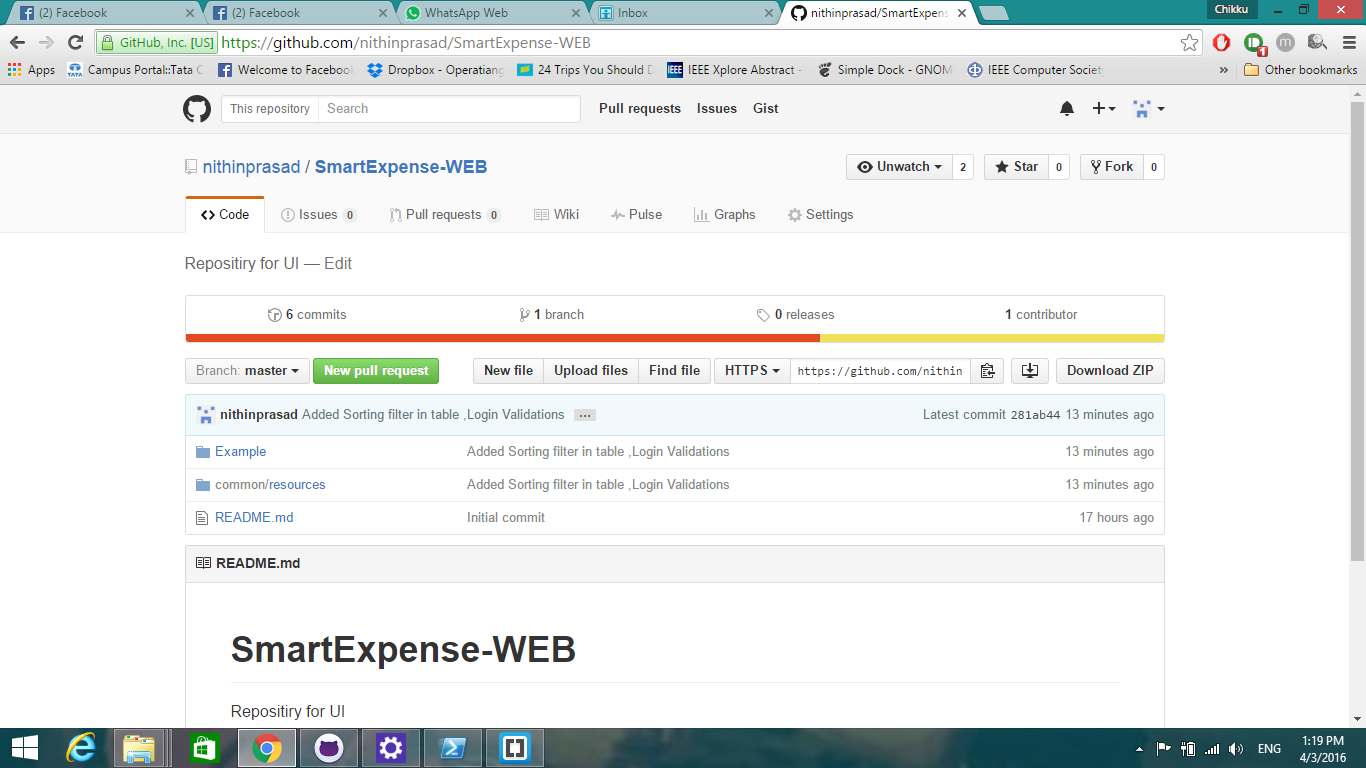 (2) Facebook (2) Facebook WhatsApp Web Inbox nithinprasad/SmartExpens Chikku
GitHub, Inc. [US] https://github.com/nithinprasad/SmartExpense-WEB
Apps Campus Portal::Tata C Welcome to Facebook Dropbox - Operatiang 24 Trips You Should D IEEE Xplore Abstract - Simple Dock - GNOM IEEE Computer Society » Other bookmarks
This repository Search Pull requests Issues Gist
nithinprasad / SmartExpense-WEB Unwatch 2 Star 0 Fork 0
Code Issues 0 Pull requests 0 Wiki Pulse Graphs Settings
Repositiry for UI — Edit
6 commits 1 branch 0 releases 1 contributor
Branch: master New pull request New file Upload files Find file HTTPS https://github.com/nithin Download ZIP
nithinprasad Added Sorting filter in table ,Login Validations … Latest commit 281ab44 13 minutes ago
Example Added Sorting filter in table ,Login Validations 13 minutes ago
common/resources Added Sorting filter in table ,Login Validations 13 minutes ago
README.md Initial commit 17 hours ago
README.md
SmartExpense-WEB
Repositiry for UI
ENG 1:19 PM
4/3/2016